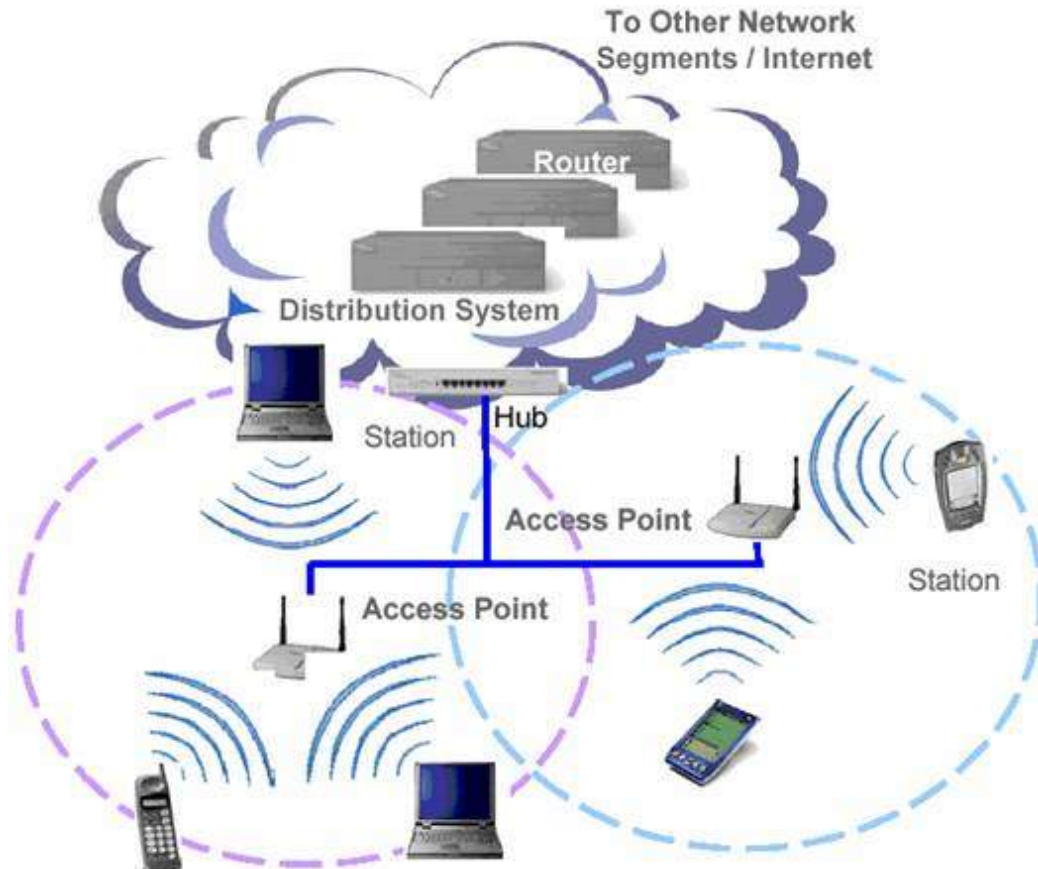 To Other Network
Segments / Internet
Router
Distribution System
Hub
Station
Access Point
Station
Access Point